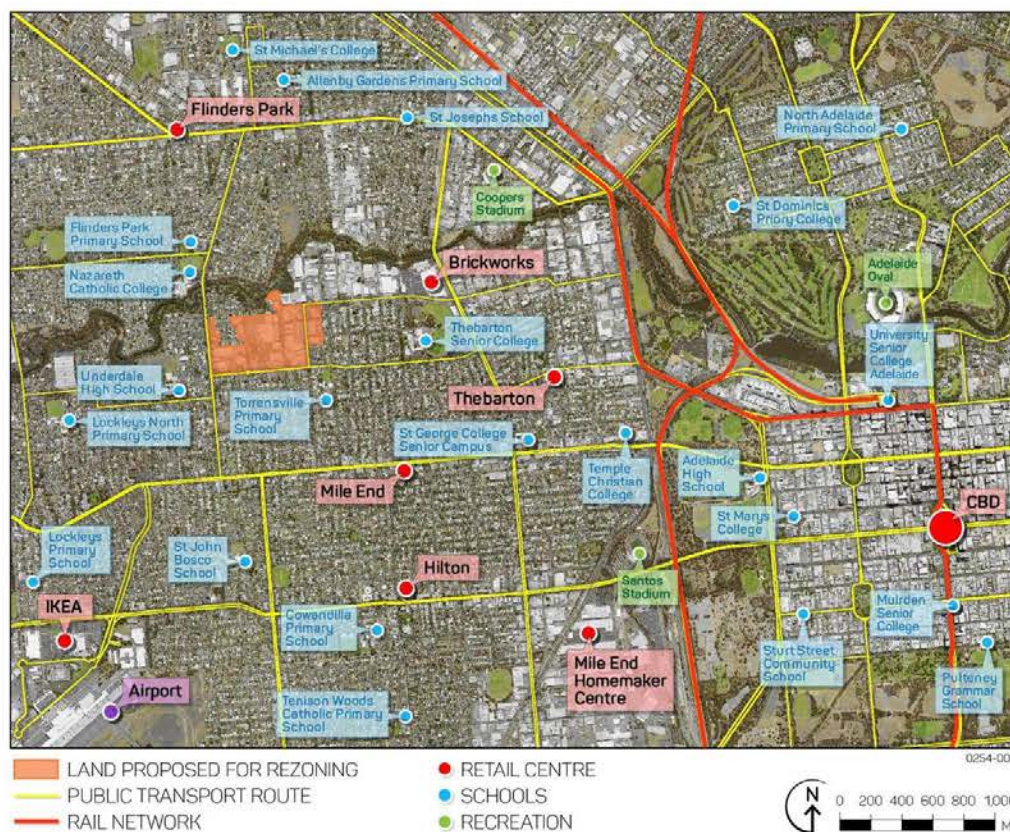 St Michael's College
Allenby Gardens Primary School
Flinders Park
St Josephs School
North Adelaide
Primary School
Coopers
Stadium
St Dominics
Priory College
Flinders Park
Primary School
Nazareth
Catholic College
Brickworks
Adelaide
Oval
Thebarton
Senior College
University
Senior
College
Adelaide
Underdale
High School
Lockleys North
Primary School
Torrensville
Primary
School
Thebarton
St George College
Senior Campus
Mile End
Temple
Christian
College
Adelaide
High
School
St Marys
College
CBD
Lockleys
Primary
School
St John
Bosco
School
Hilton
Santos
Stadium
IKEA
Cowandilla
Primary
School
Mile End
Homemaker
Centre
Sturt Street
Community
School
Muirden
Senior
College
Pulteney
Grammar
School
Airport
Tenison Woods
Catholic Primary
School
0254-00
LAND PROPOSED FOR REZONING
PUBLIC TRANSPORT ROUTE
RAIL NETWORK
RETAIL CENTRE
SCHOOLS
RECREATION
N
0 200 400 600 800 1,000
M